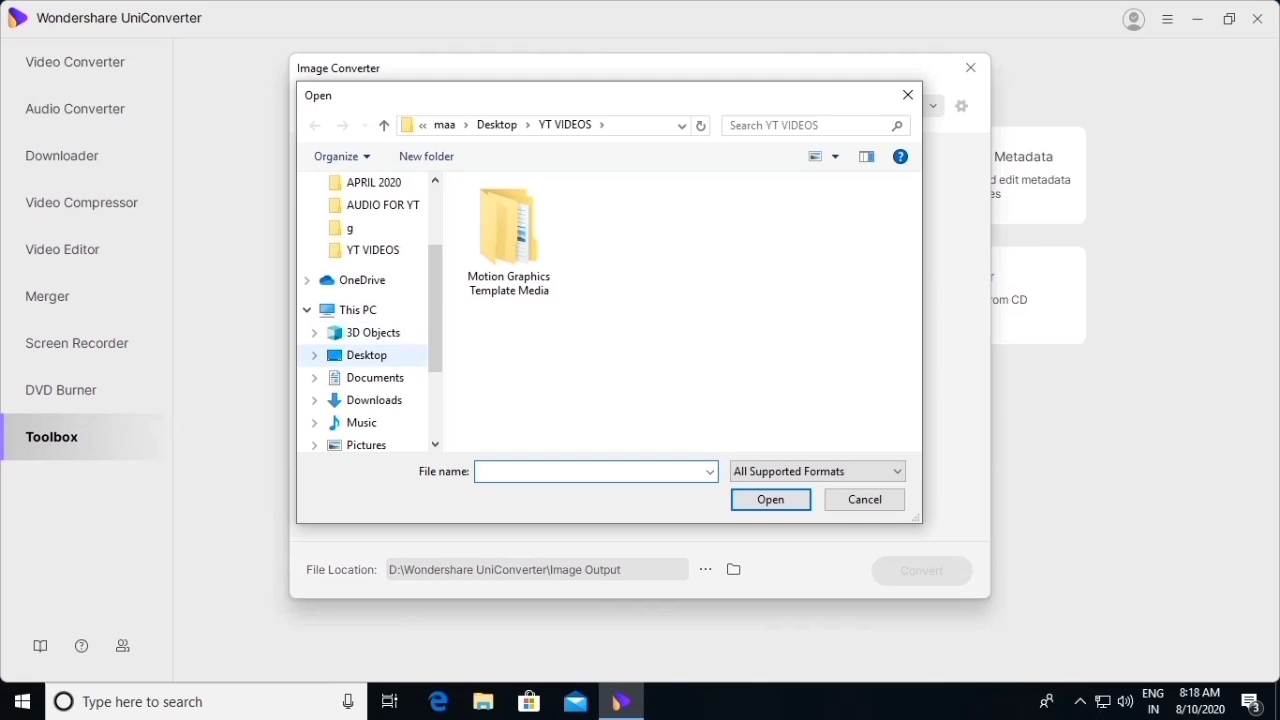 Wondershare UniConverter
Video Converter
Audio Converter
Downloader
Video Compressor
Video Editor
Merger
Screen Recorder
DVD Burner
Toolbox
Image Converter
Open
« maa › Desktop › YT VIDEOS ›
Search YT VIDEOS
Organize
New folder
APRIL 2020
AUDIO FOR YT
g
YT VIDEOS
OneDrive
This PC
3D Objects
Desktop
Documents
Downloads
Music
Pictures
Motion Graphics
Template Media
File name:
All Supported Formats
Open
Cancel
Metadata
d edit metadata
es
r
om CD
File Location:
D:\Wondershare UniConverter\Image Output
...
Convert
Type here to search
ENG
IN
8:18 AM
8/10/2020
3